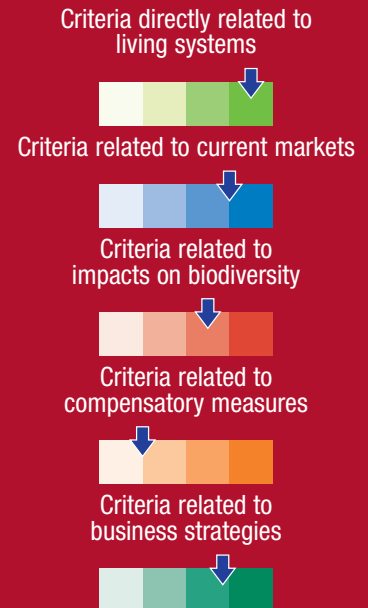 Criteria directly related to
living systems
Criteria related to current markets
Criteria related to
impacts on biodiversity
Criteria related to
compensatory measures
Criteria related to
business strategies